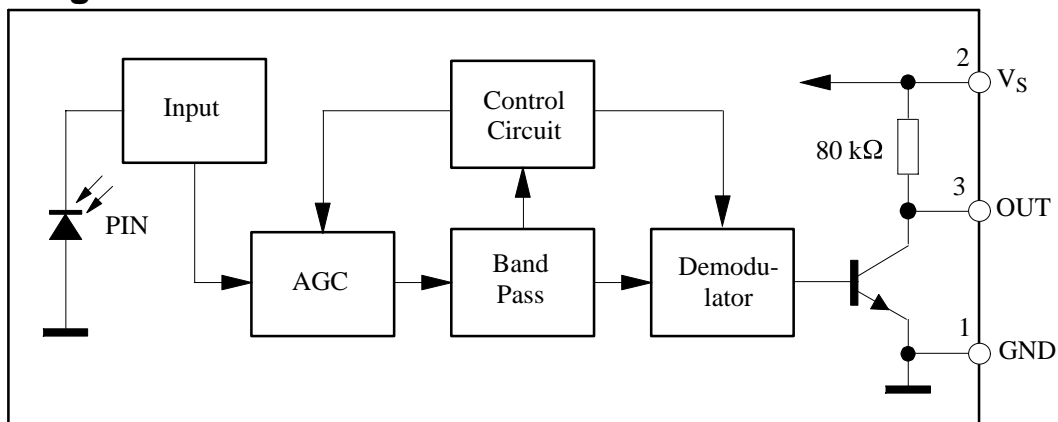 Input
Control
Circuit
2
V_S
80 kΩ
3
OUT
PIN
AGC
Band
Pass
Demodu-
lator
1
GND